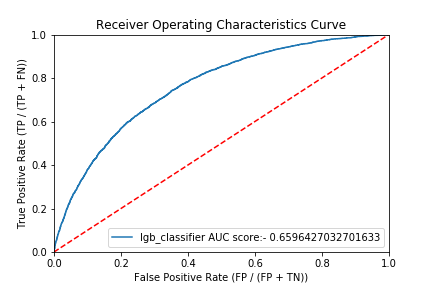 Receiver Operating Characteristics Curve
True Positive Rate (TP / (TP + FN))
1.0
0.8
0.6
0.4
0.2
0.0
lgb_classifier AUC score:- 0.6596427032701633
0.0 0.2 0.4 0.6 0.8 1.0
False Positive Rate (FP / (FP + TN))